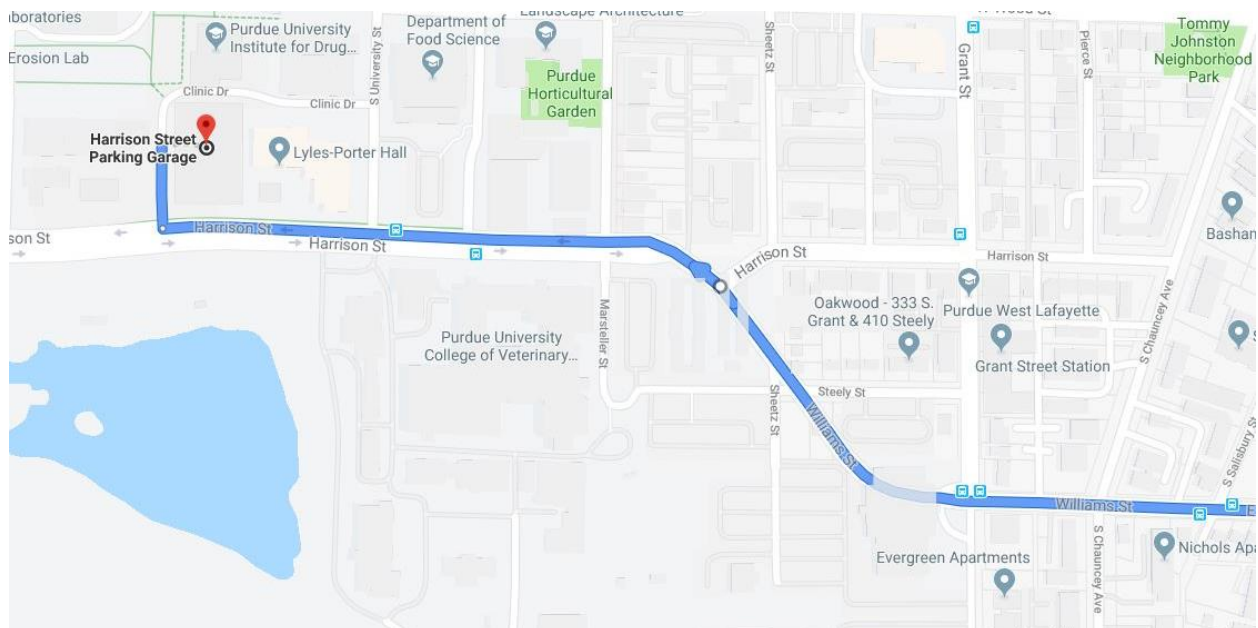 Landscape Architecture
Department of
Food Science
Purdue University
Institute for Drug...
Erosion Lab
S University St
Sheetz St
Wood St
Grant St
Pierce St
Tommy
Johnston
Neighborhood
Park
Purdue
Horticultural
Garden
Clinic Dr
Clinic Dr
Harrison Street
Parking Garage
Lyles-Porter Hall
Harrison St
Harrison St
son St
Harrison St
Harrison St
Bashan
Marsteller St
Oakwood - 333 S.
Grant & 410 Steely
Purdue West Lafayette
S Chauncey Ave
Purdue University
College of Veterinary...
Grant Street Station
Steely St
Sheetz St
Williams St
S Salisbury St
Williams St
E
S Chauncey Ave
Evergreen Apartments
Nichols Apa